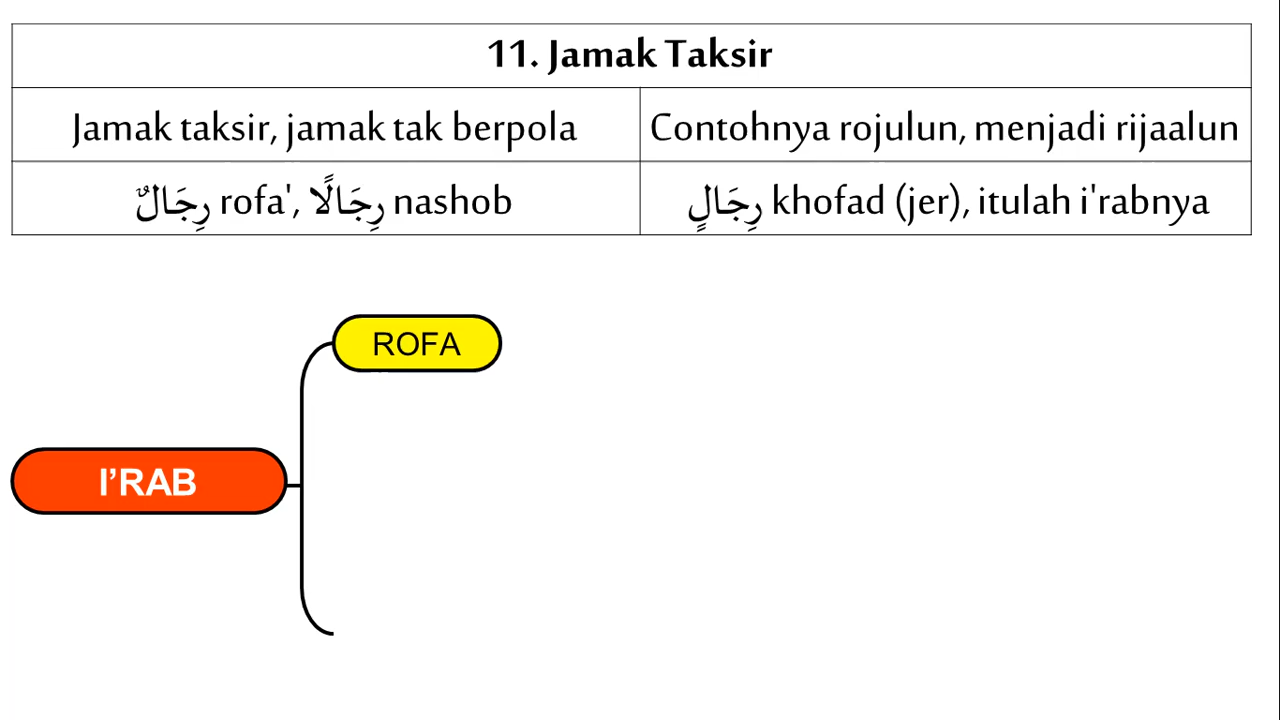 11. Jamak Taksir
Jamak taksir, jamak tak berpola
Contohnya rojulun, menjadi rijaalun
رِجَالٌ rofa', رِجَالًا nashob
رِجَالٍ khofad (jer), itulah i'rabnya
ROFA
I’RAB